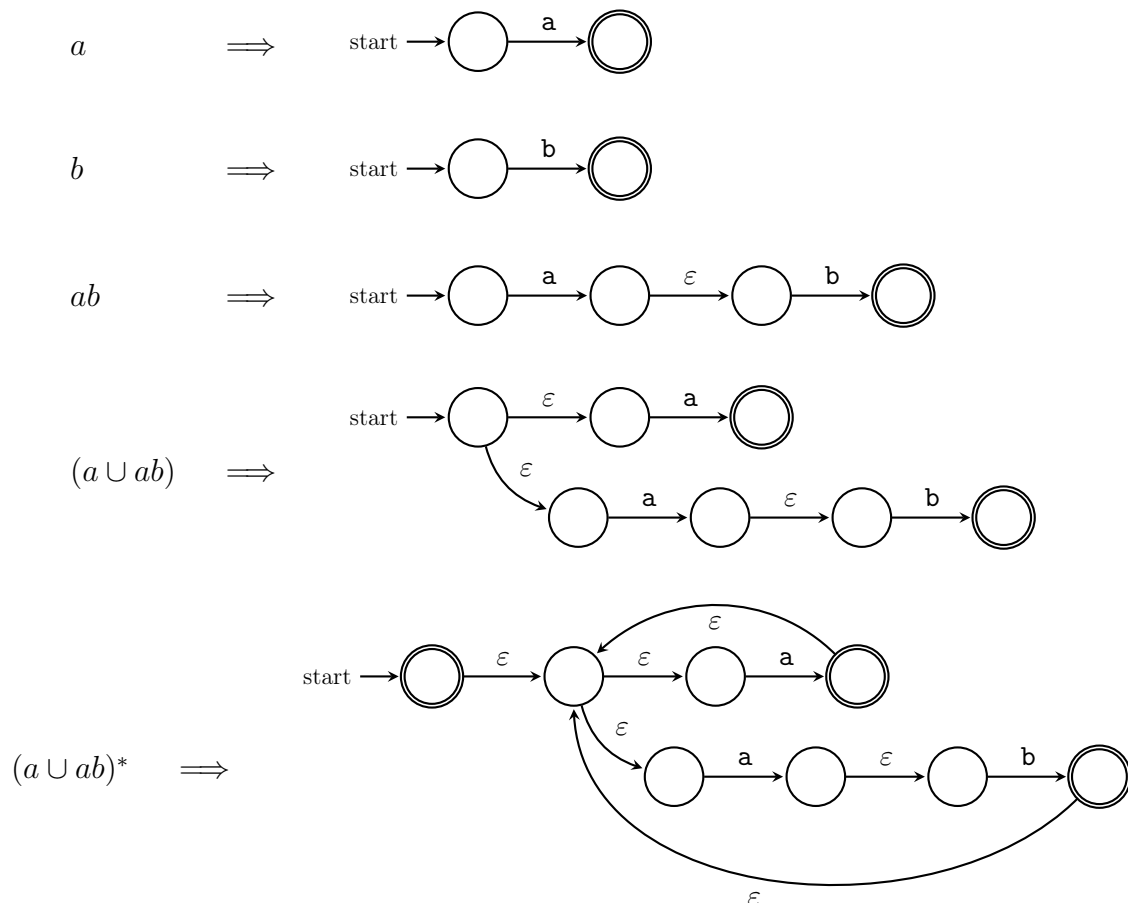 a ⟹ start a
b ⟹ start b
ab ⟹ start a ε b
start ε a
(a ∪ ab) ⟹ ε
a ε b
ε
start ε ε a
ε
(a ∪ ab)* ⟹ a ε b
ε